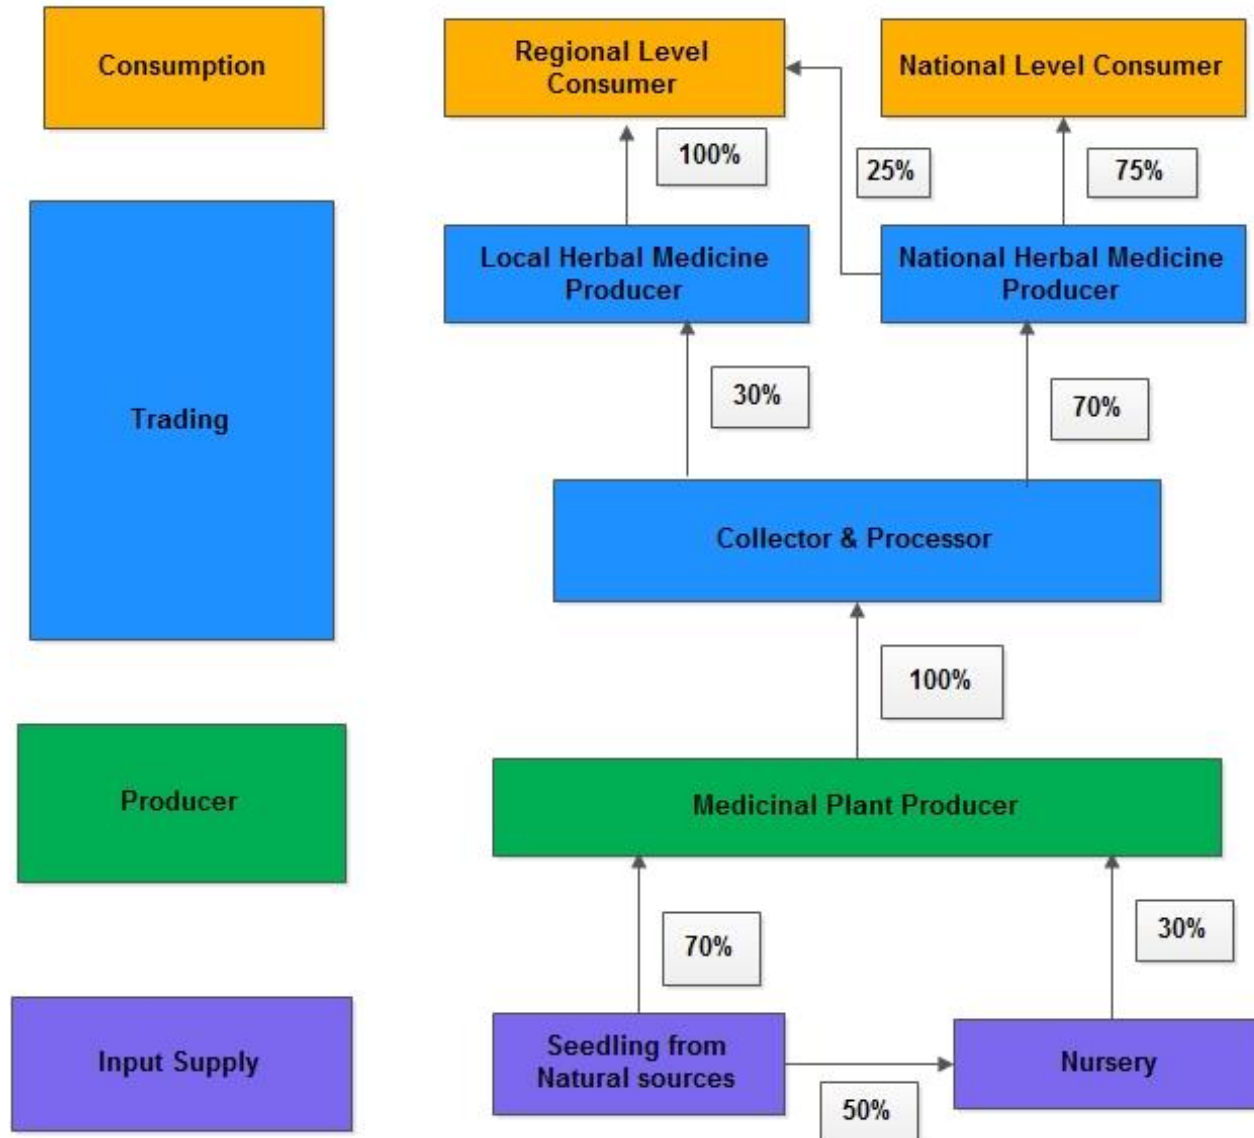 Consumption
Regional Level
Consumer
National Level Consumer
100%
25%
75%
Trading
Local Herbal Medicine
Producer
National Herbal Medicine
Producer
30%
70%
Collector & Processor
100%
Producer
Medicinal Plant Producer
70%
30%
Input Supply
Seedling from
Natural sources
Nursery
50%